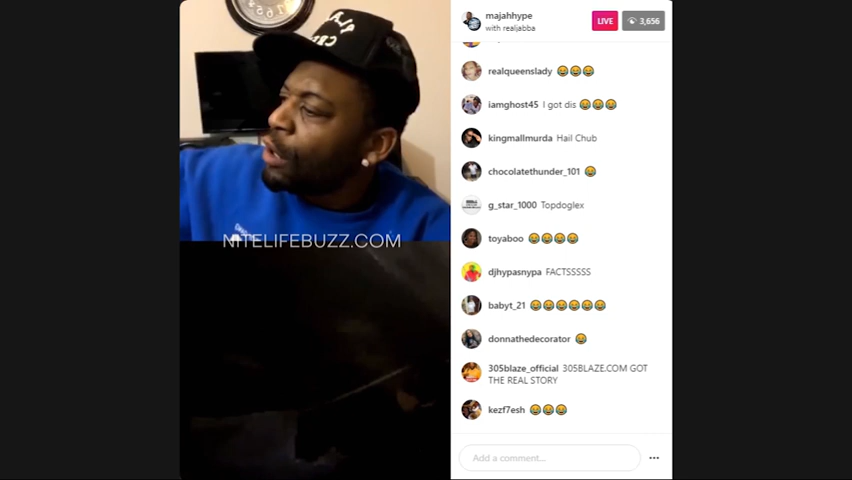 majahhype
with realjabba
LIVE
3,656
realqueenslady 😂😂😂
iamghost45 I got dis 😂😂😂
kingmallmurda Hail Chub
chocolatethunder_101 😂
g_star_1000 Topdoglex
toyaboo 😂😂😂😂
djhypasnypa FACTSSSSS
babyt_21 😂😂😂😂😂😂
donnathedecorator 😂
305blaze_official 305BLAZE.COM GOT
THE REAL STORY
kezf7esh 😂😂😂
Add a comment...
NITELIFEBUZZ.COM